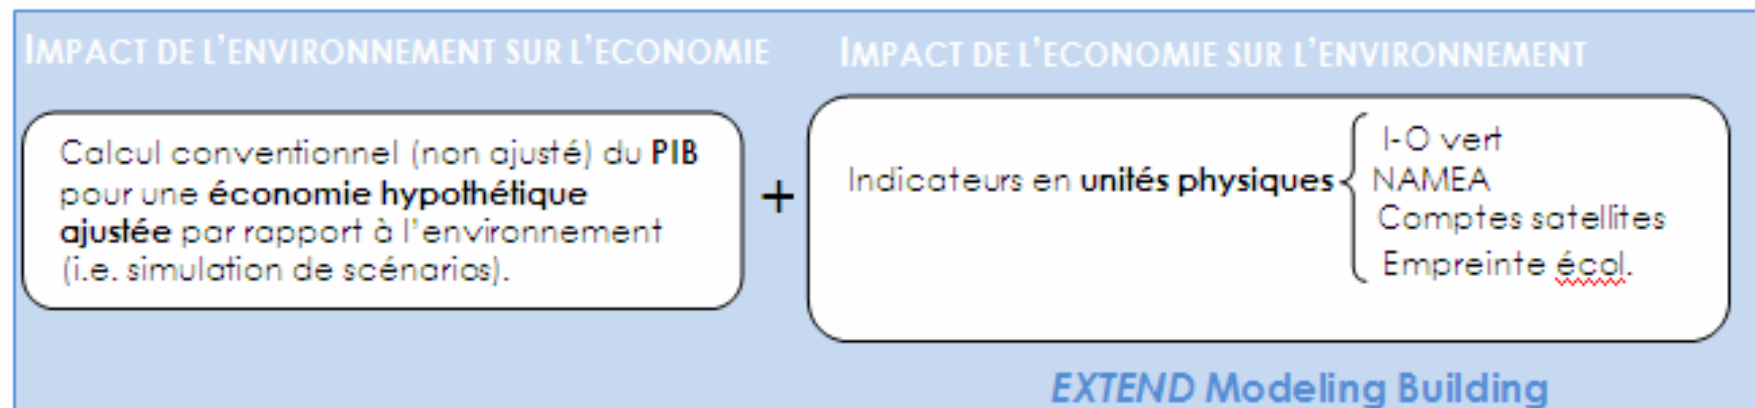 IMPACT DE L'ENVIRONNEMENT SUR L'ECONOMIE
Calcul conventionnel (non ajusté) du PIB
pour une économie hypothétique
ajustée par rapport à l'environnement
(i.e. simulation de scénarios).
+
IMPACT DE L'ECONOMIE SUR L'ENVIRONNEMENT
Indicateurs en unités physiques
I-O vert
NAMEA
Comptes satellites
Empreinte écol.
EXTEND Modeling Building